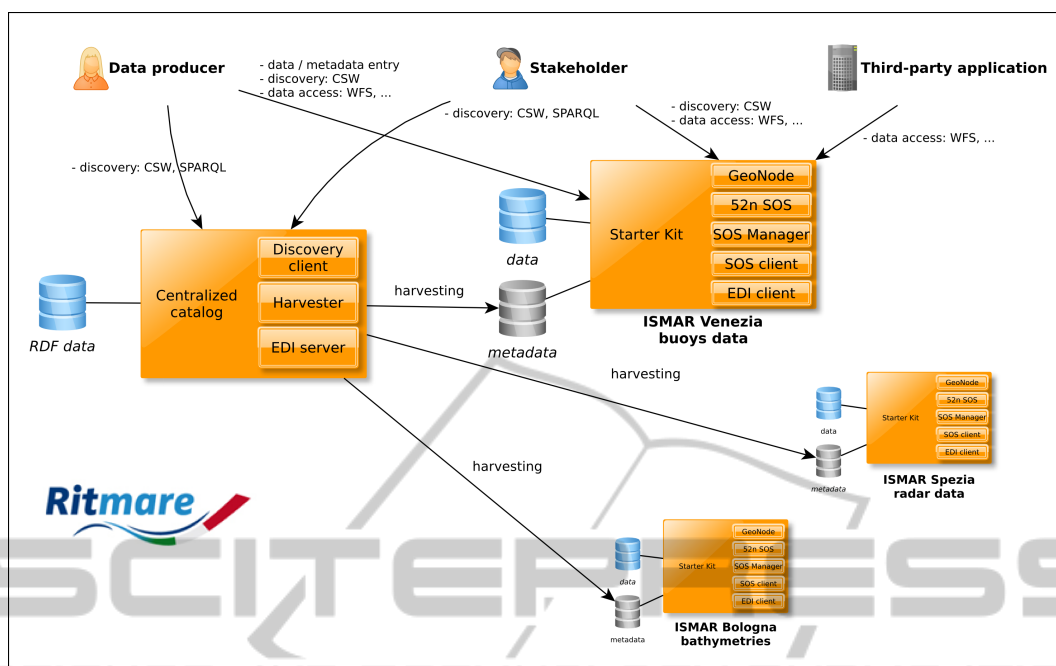 Data producer
- data / metadata entry
- discovery: CSW
- data access: WFS, ...
Stakeholder
Third-party application
- discovery: CSW, SPARQL
- discovery: CSW
- data access: WFS, ...
- data access: WFS, ...
- discovery: CSW, SPARQL
Starter Kit
GeoNode
52n SOS
SOS Manager
SOS client
EDI client
data
metadata
ISMAR Venezia
buoys data
RDF data
Centralized
catalog
Discovery
client
Harvester
EDI server
harvesting
harvesting
harvesting
data
metadata
Starter Kit
GeoNode
52n SOS
SOS Manager
SOS client
EDI client
ISMAR Spezia
radar data
Ritmare
data
metadata
Starter Kit
GeoNode
52n SOS
SOS Manager
SOS client
EDI client
ISMAR Bologna
bathymetries
SCITEPRESS